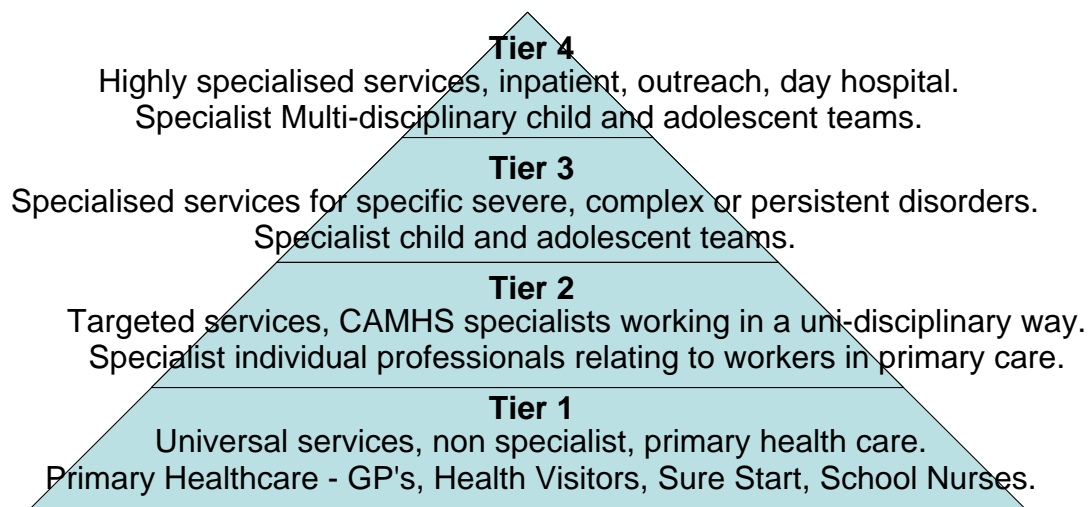 Tier 4
Highly specialised services, inpatient, outreach, day hospital.
Specialist Multi-disciplinary child and adolescent teams.
Tier 3
Specialised services for specific severe, complex or persistent disorders.
Specialist child and adolescent teams.
Tier 2
Targeted services, CAMHS specialists working in a uni-disciplinary way.
Specialist individual professionals relating to workers in primary care.
Tier 1
Universal services, non specialist, primary health care.
Primary Healthcare - GP's, Health Visitors, Sure Start, School Nurses.